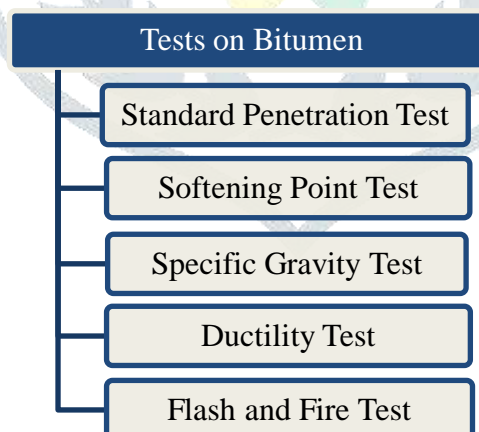 Tests on Bitumen
Standard Penetration Test
Softening Point Test
Specific Gravity Test
Ductility Test
Flash and Fire Test